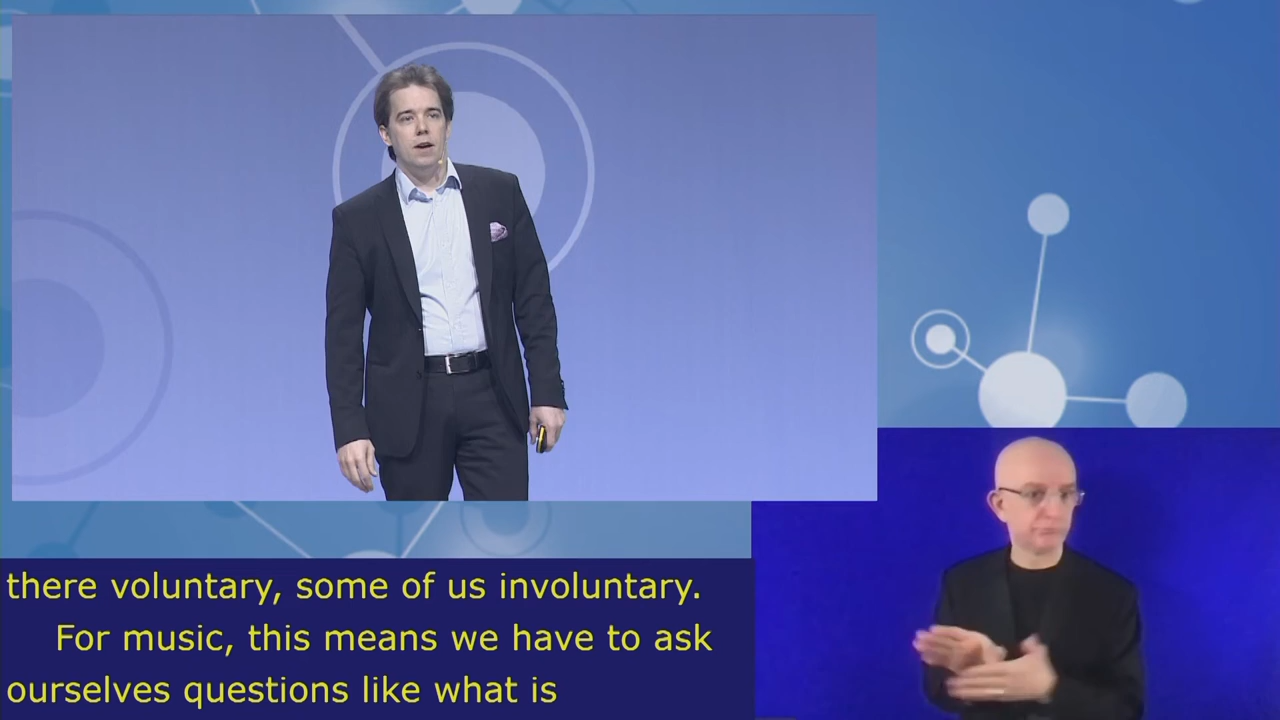 there voluntary, some of us involuntary.
For music, this means we have to ask
ourselves questions like what is